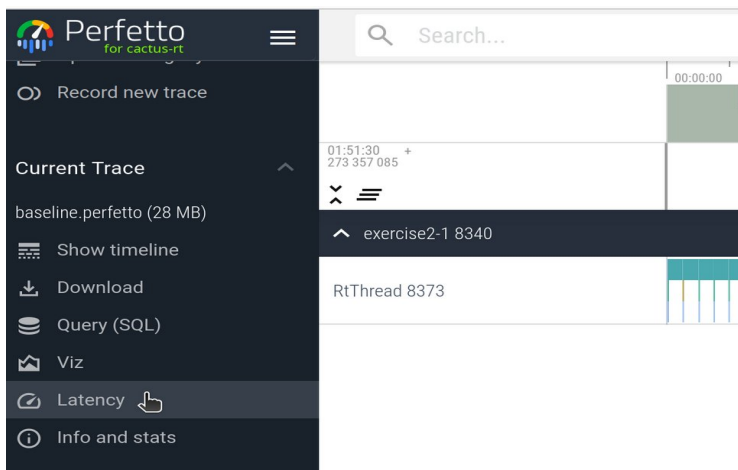 Perfetto
for cactus-rt
Search...
Record new trace
00:00:00
Current Trace
01:51:30 +
273 357 085
baseline.perfetto (28 MB)
Show timeline
exercise2-1 8340
Download
RtThread 8373
Query (SQL)
Viz
Latency
Info and stats